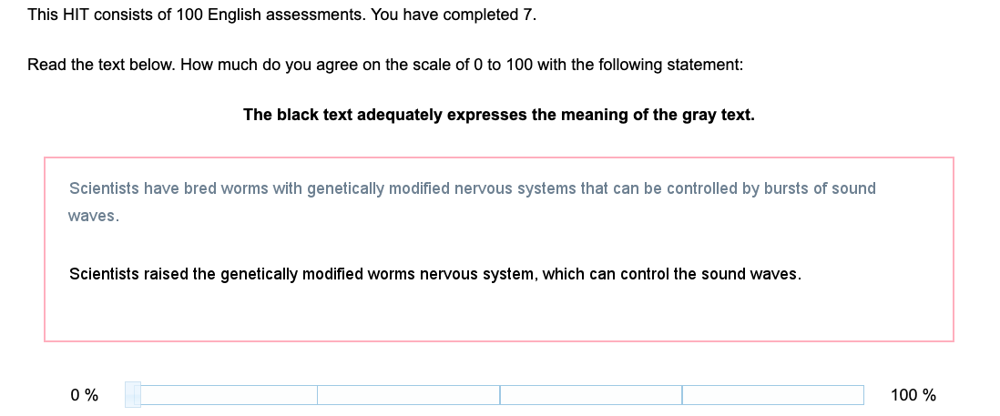 This HIT consists of 100 English assessments. You have completed 7.
Read the text below. How much do you agree on the scale of 0 to 100 with the following statement:
The black text adequately expresses the meaning of the gray text.
Scientists have bred worms with genetically modified nervous systems that can be controlled by bursts of sound
waves.
Scientists raised the genetically modified worms nervous system, which can control the sound waves.
0 % 100 %